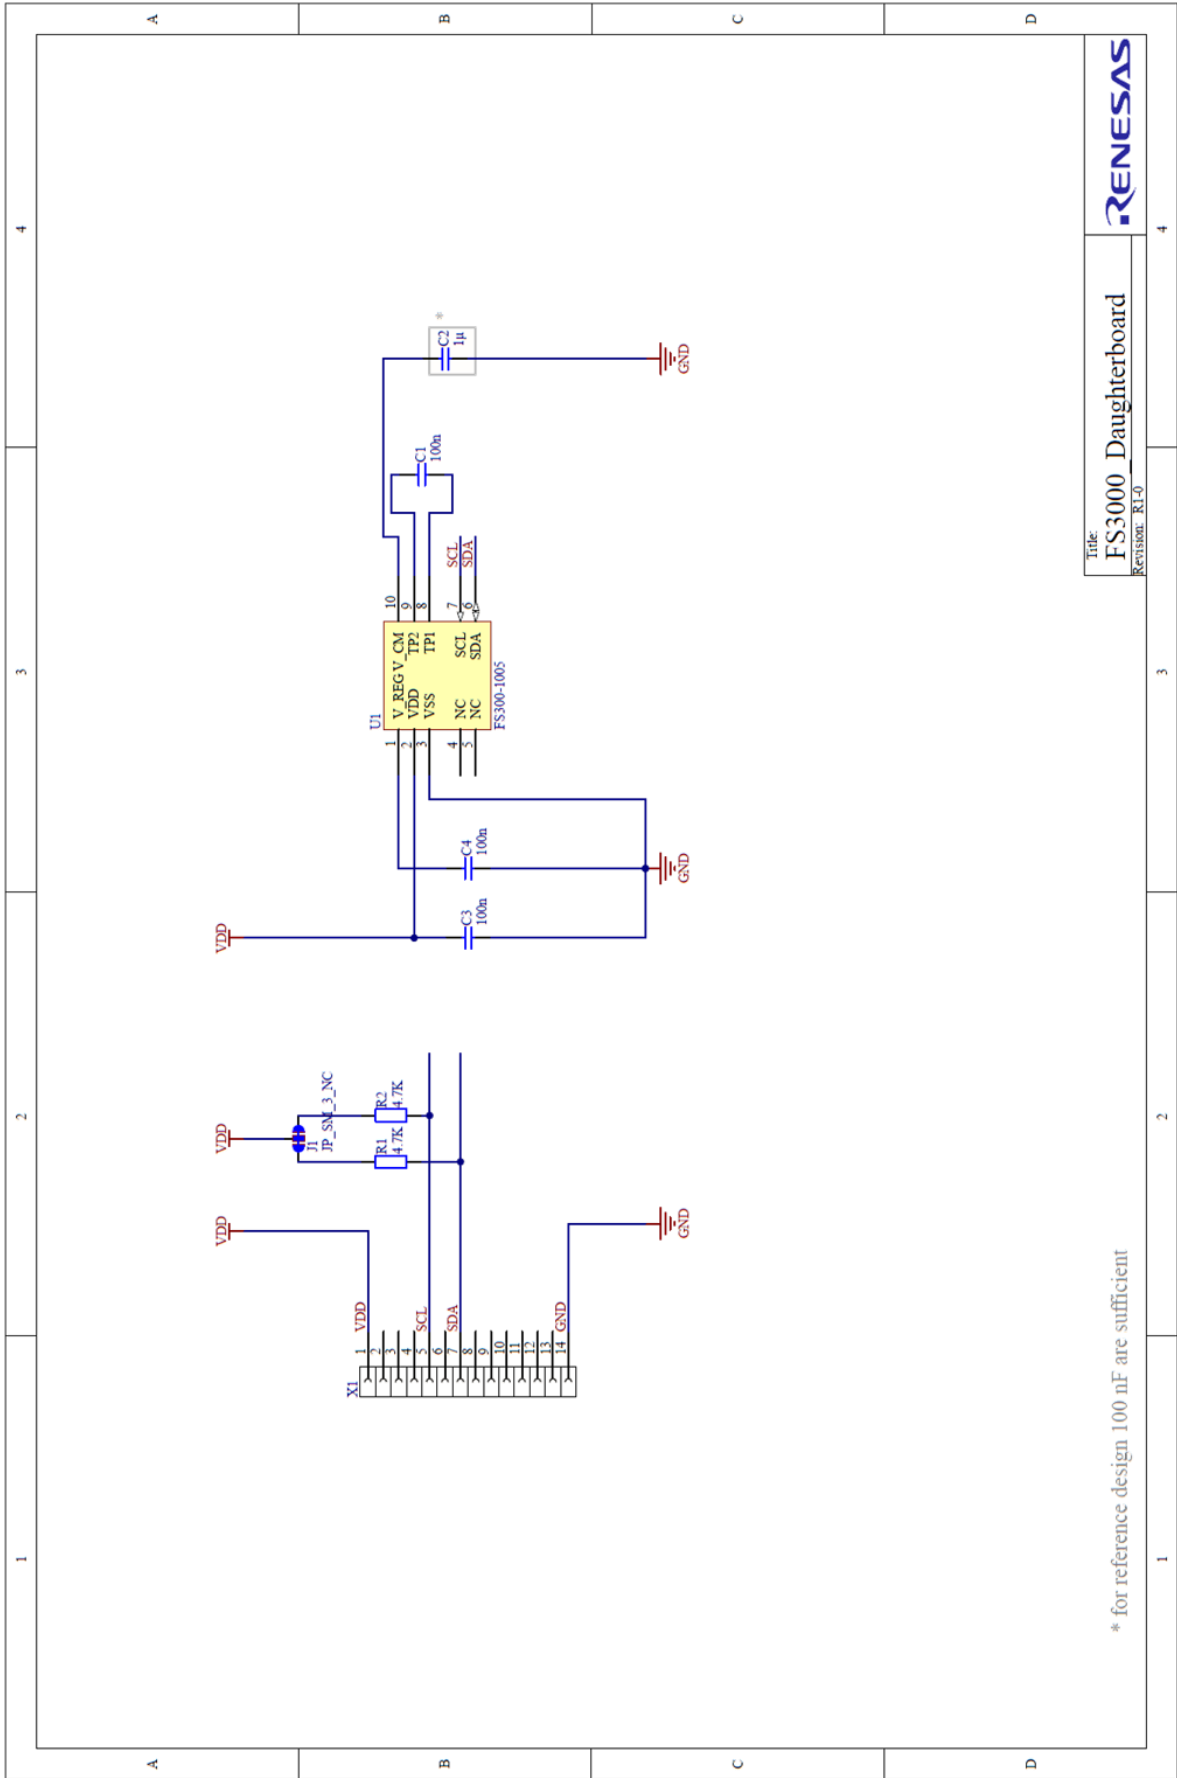 1
2
3
4
A
A
B
B
C
C
D
D
VDD
VDD
VDD
J1
JP_SM_3_NC
R1
4.7K
R2
4.7K
X1
1
2
3
4
5
6
7
8
9
10
11
12
13
14
VDD
SCL
SDA
GND
GND
C3
100n
C4
100n
GND
U1
1
2
3
4
5
V_REG
VDD
VSS
NC
NC
V_CM
TP2
TP1
SCL
SDA
10
9
8
7
6
SCL
SDA
FS300-1005
C1
100n
C2
1µ
*
GND
* for reference design 100 nF are sufficient
Title:
FS3000_Daughterboard
Revision: R1-0
RENESAS
1
2
3
4